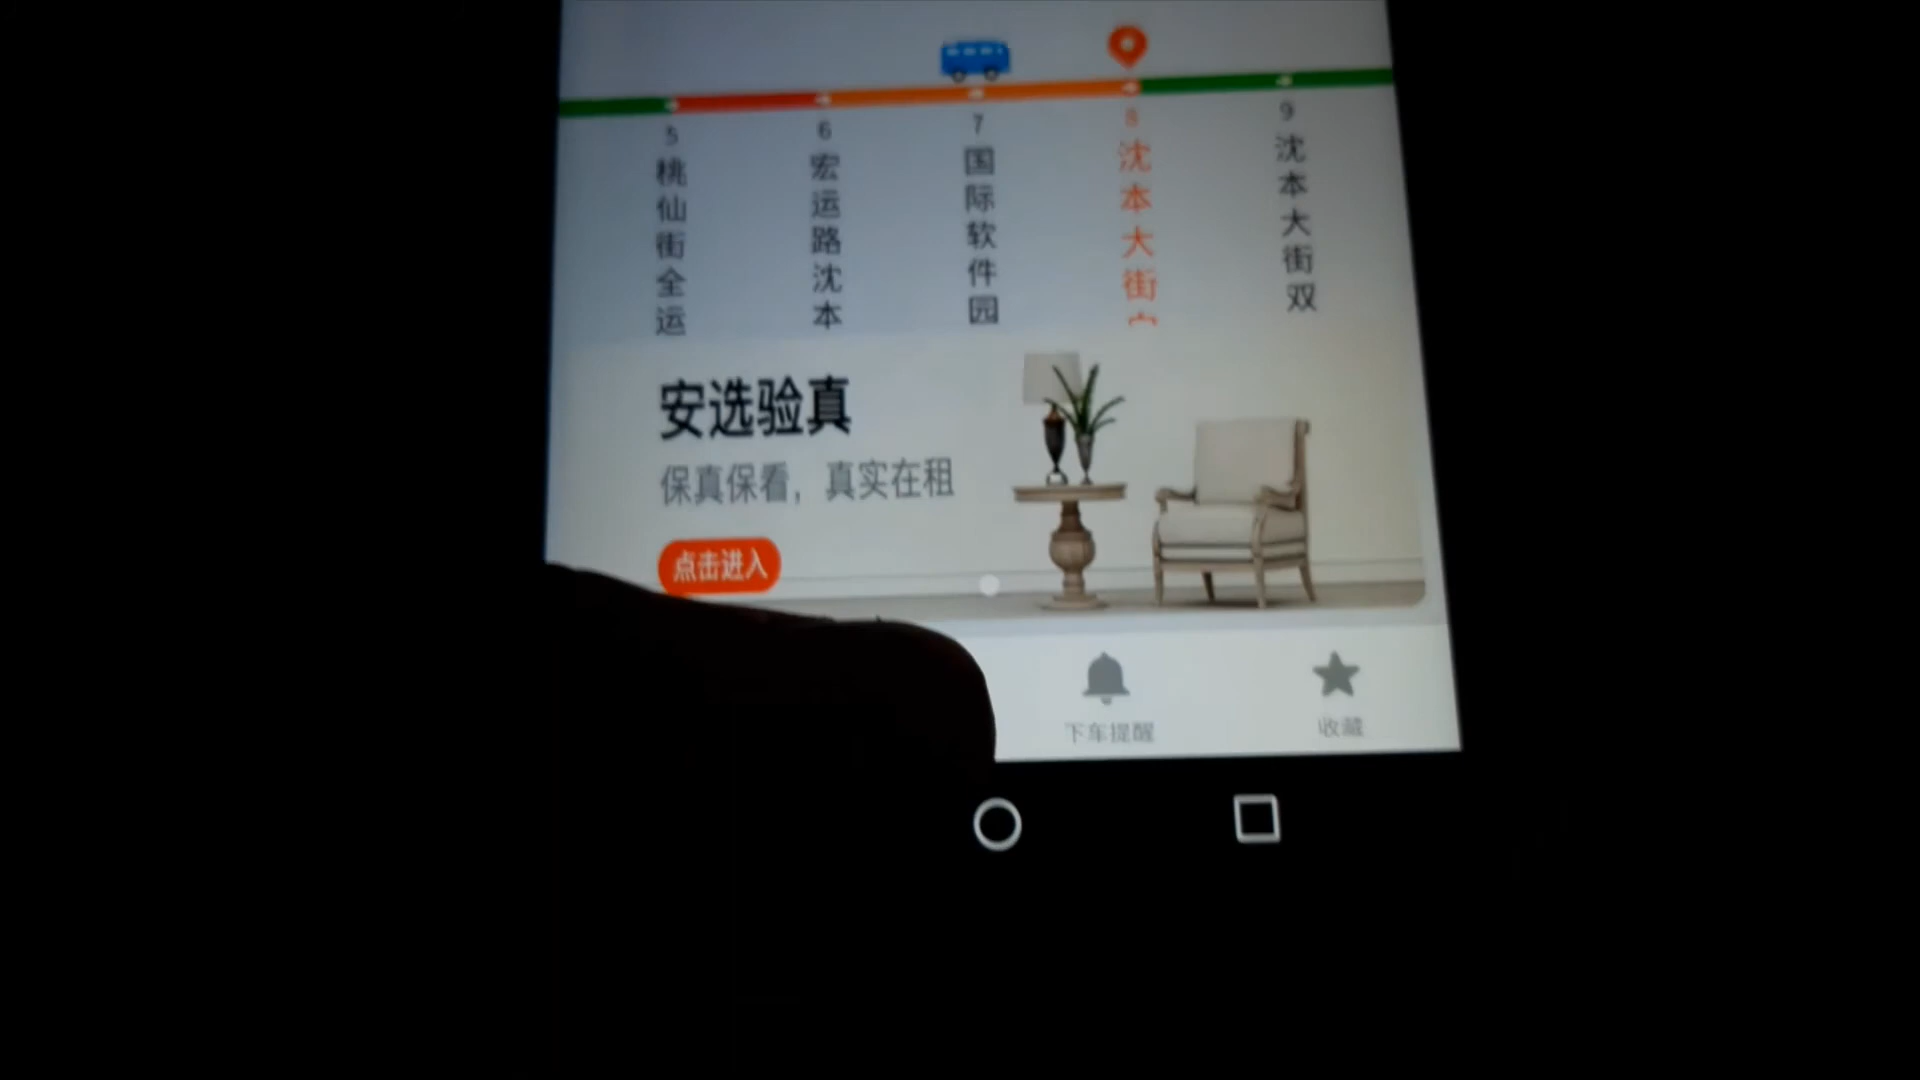 5
桃仙街全运
6
宏运路沈本
7
国际软件园
8
沈本大街
9
沈本大街双
安选验真
保真保看，真实在租
点击进入
下车提醒
收藏